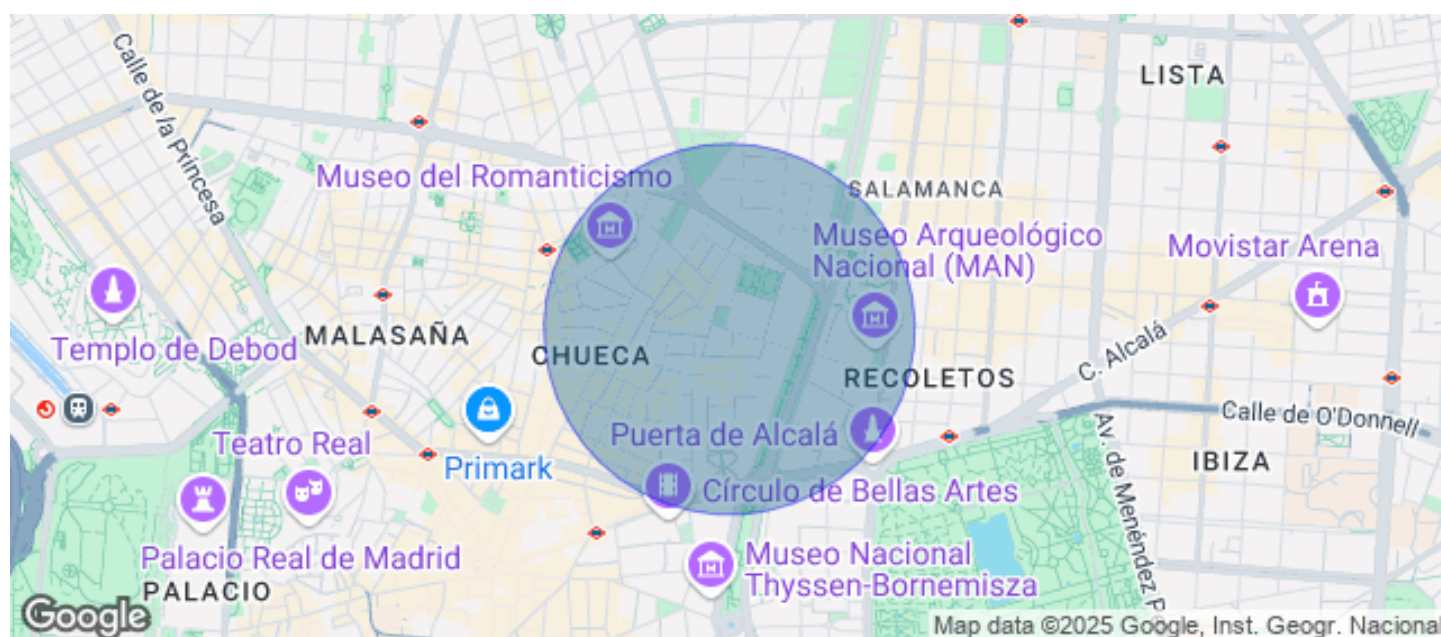 Calle de la Princesa
LISTA
Museo del Romanticismo
SALAMANCA
Museo Arqueológico
Nacional (MAN)
Movistar Arena
MALASAÑA
Templo de Debod
CHUECA
C. Alcalá
RECOLETOS
Calle de O'Donnell
Puerta de Alcalá
Teatro Real
Primark
IBIZA
Av. de Menéndez P
Círculo de Bellas Artes
Palacio Real de Madrid
PALACIO
Museo Nacional
Thyssen-Bornemisza
Google
Map data ©2025 Google, Inst. Geogr. Nacional